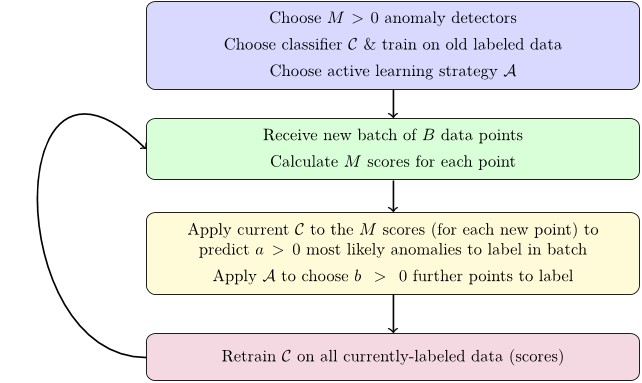 Choose M > 0 anomaly detectors
Choose classifier 𝒞 & train on old labeled data
Choose active learning strategy 𝒜
Receive new batch of B data points
Calculate M scores for each point
Apply current 𝒞 to the M scores (for each new point) to
predict a > 0 most likely anomalies to label in batch
Apply 𝒜 to choose b > 0 further points to label
Retrain 𝒞 on all currently-labeled data (scores)